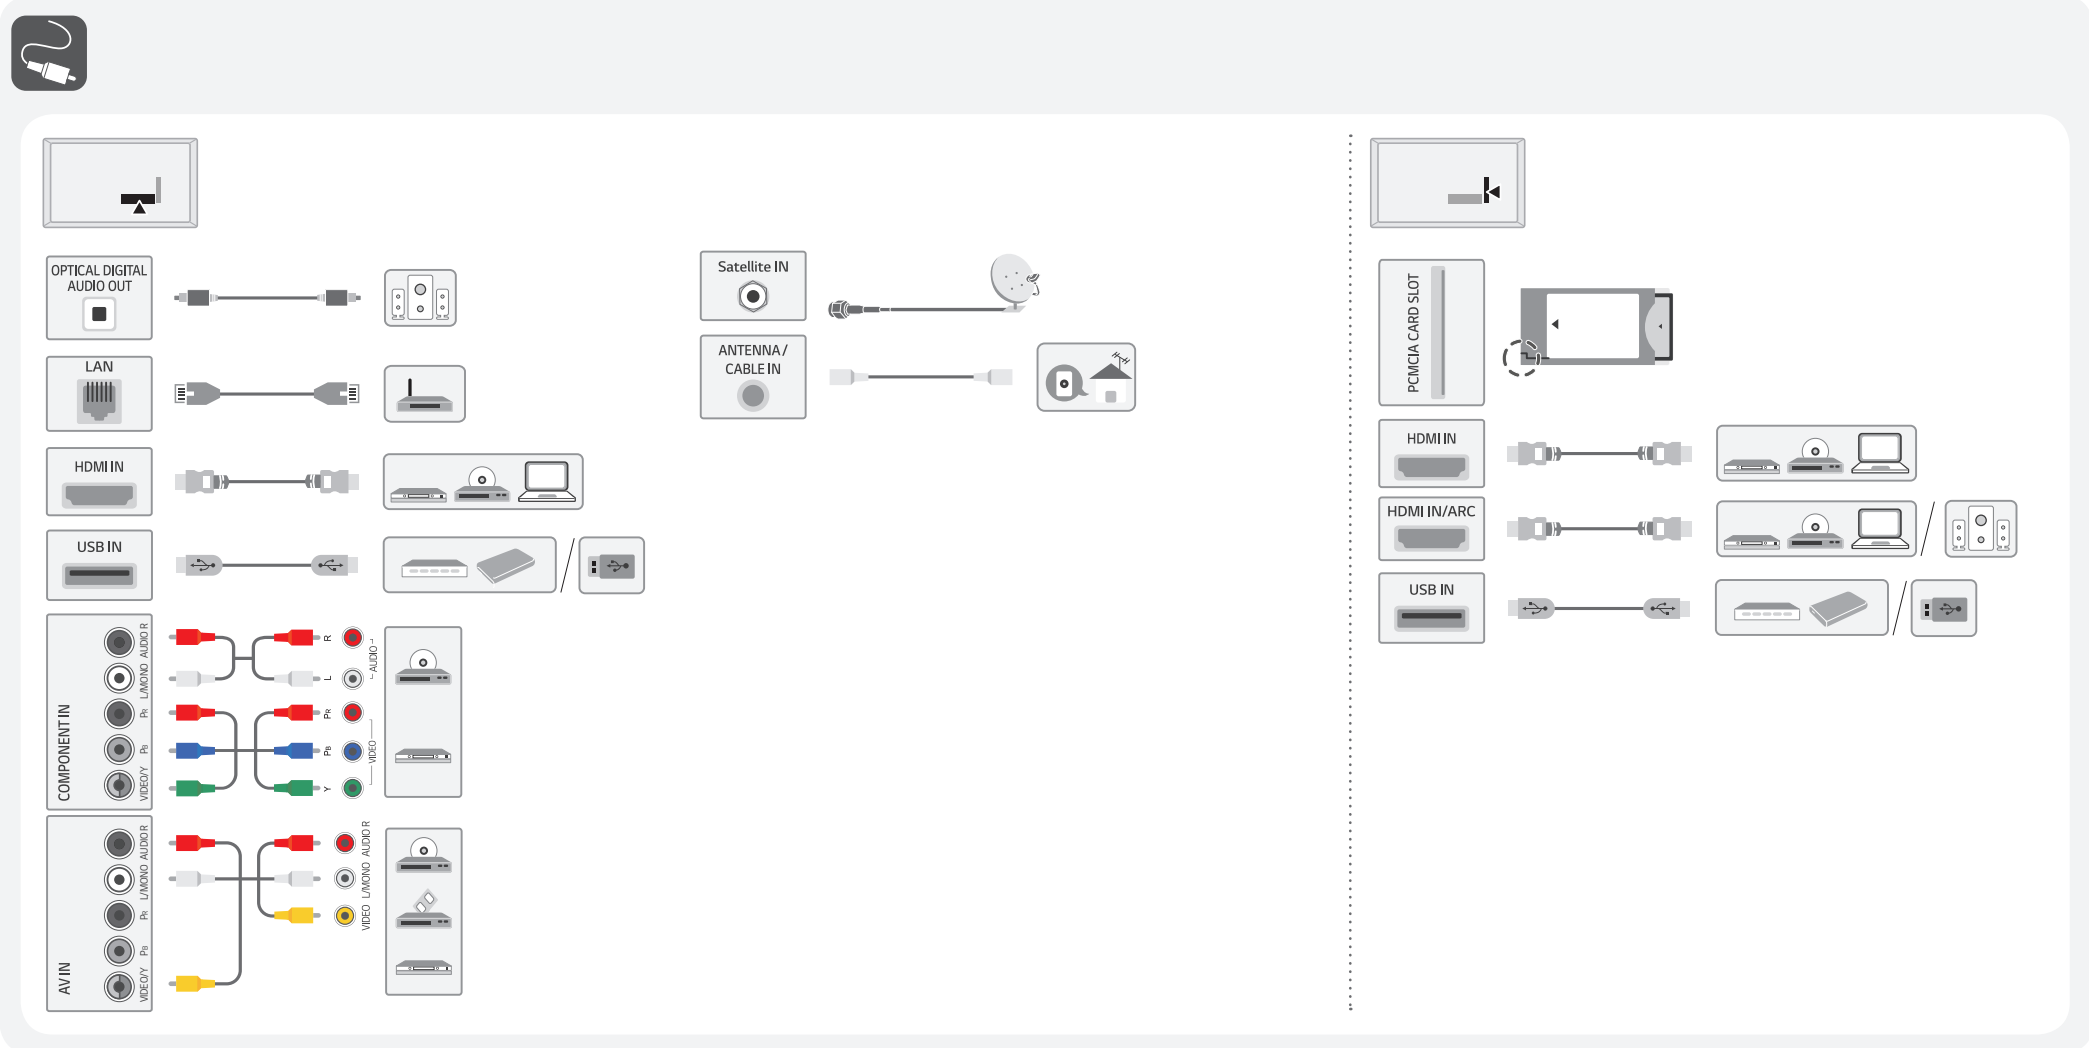 OPTICAL DIGITAL
AUDIO OUT
LAN
HDMI IN
USB IN
COMPONENT IN
AUDIO R
L/MONO
PR
PB
VIDEO/Y
R
L
AUDIO
PR
PB
Y
VIDEO
AV IN
AUDIO R
L/MONO
PR
PB
VIDEO/Y
AUDIO R
L/MONO
VIDEO
Satellite IN
ANTENNA /
CABLE IN
PCMCIA CARD SLOT
HDMI IN
HDMI IN/ARC
USB IN